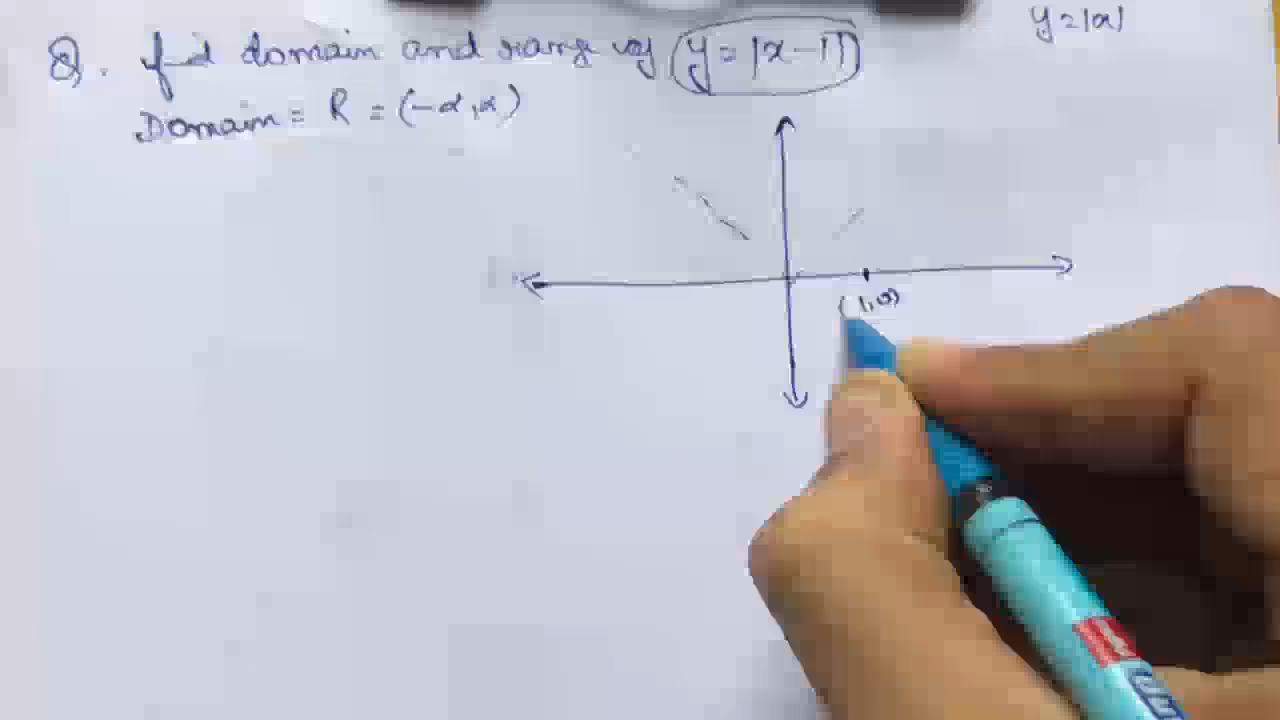 y=|x|
Q. find domain and range of y=|x-1|
Domain = R = (-∞,∞)
(1,0)